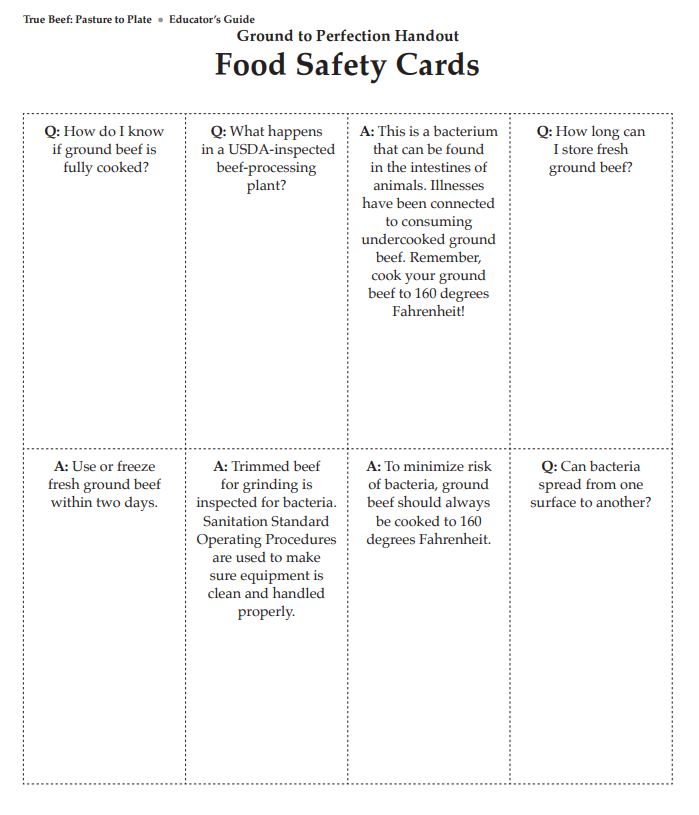 True Beef: Pasture to Plate • Educator's Guide
Ground to Perfection Handout
Food Safety Cards
Q: How do I know
if ground beef is
fully cooked?
Q: What happens
in a USDA-inspected
beef-processing
plant?
A: This is a bacterium
that can be found
in the intestines of
animals. Illnesses
have been connected
to consuming
undercooked ground
beef. Remember,
cook your ground
beef to 160 degrees
Fahrenheit!
Q: How long can
I store fresh
ground beef?
A: Use or freeze
fresh ground beef
within two days.
A: Trimmed beef
for grinding is
inspected for bacteria.
Sanitation Standard
Operating Procedures
are used to make
sure equipment is
clean and handled
properly.
A: To minimize risk
of bacteria, ground
beef should always
be cooked to 160
degrees Fahrenheit.
Q: Can bacteria
spread from one
surface to another?